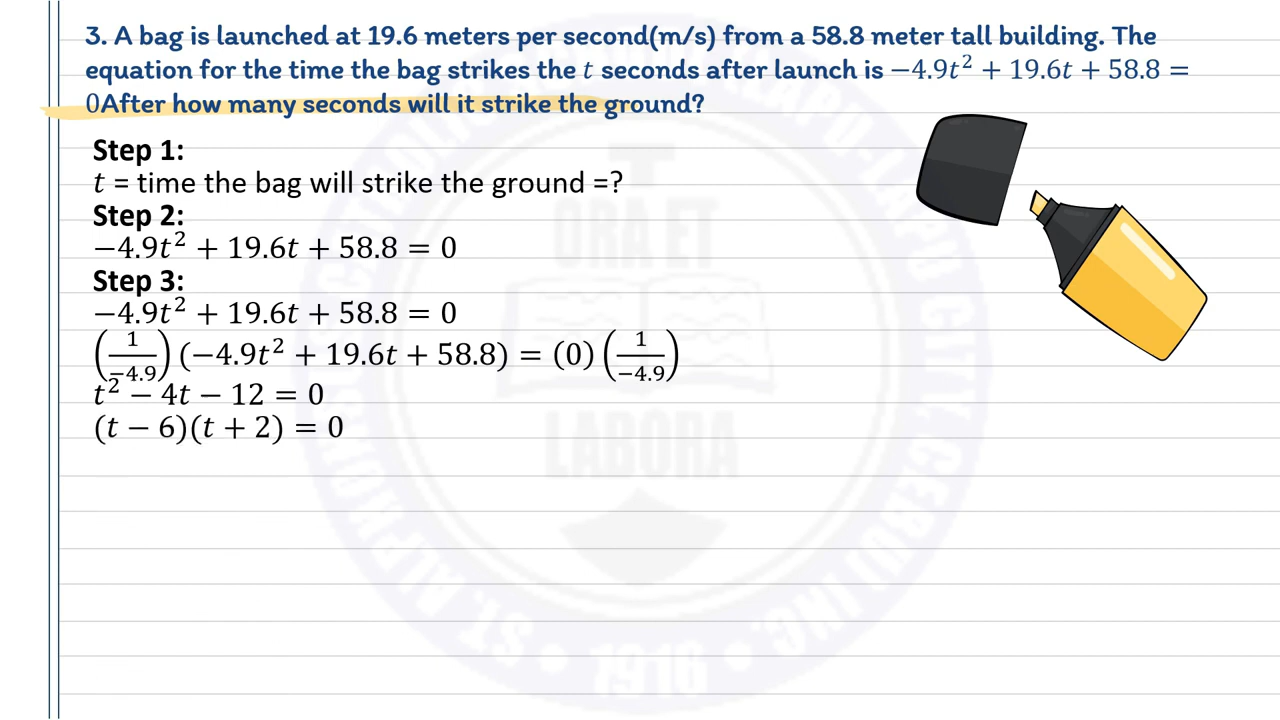 3. A bag is launched at 19.6 meters per second(m/s) from a 58.8 meter tall building. The
equation for the time the bag strikes the 𝑡 seconds after launch is −4.9𝑡² + 19.6𝑡 + 58.8 =
0After how many seconds will it strike the ground?
Step 1:
𝑡 = time the bag will strike the ground =?
Step 2:
−4.9𝑡² + 19.6𝑡 + 58.8 = 0
Step 3:
−4.9𝑡² + 19.6𝑡 + 58.8 = 0
(1/−4.9)(−4.9𝑡² + 19.6𝑡 + 58.8) = (0)(1/−4.9)
𝑡² − 4𝑡 − 12 = 0
(𝑡 − 6)(𝑡 + 2) = 0
ORA ET
LABORA
1916